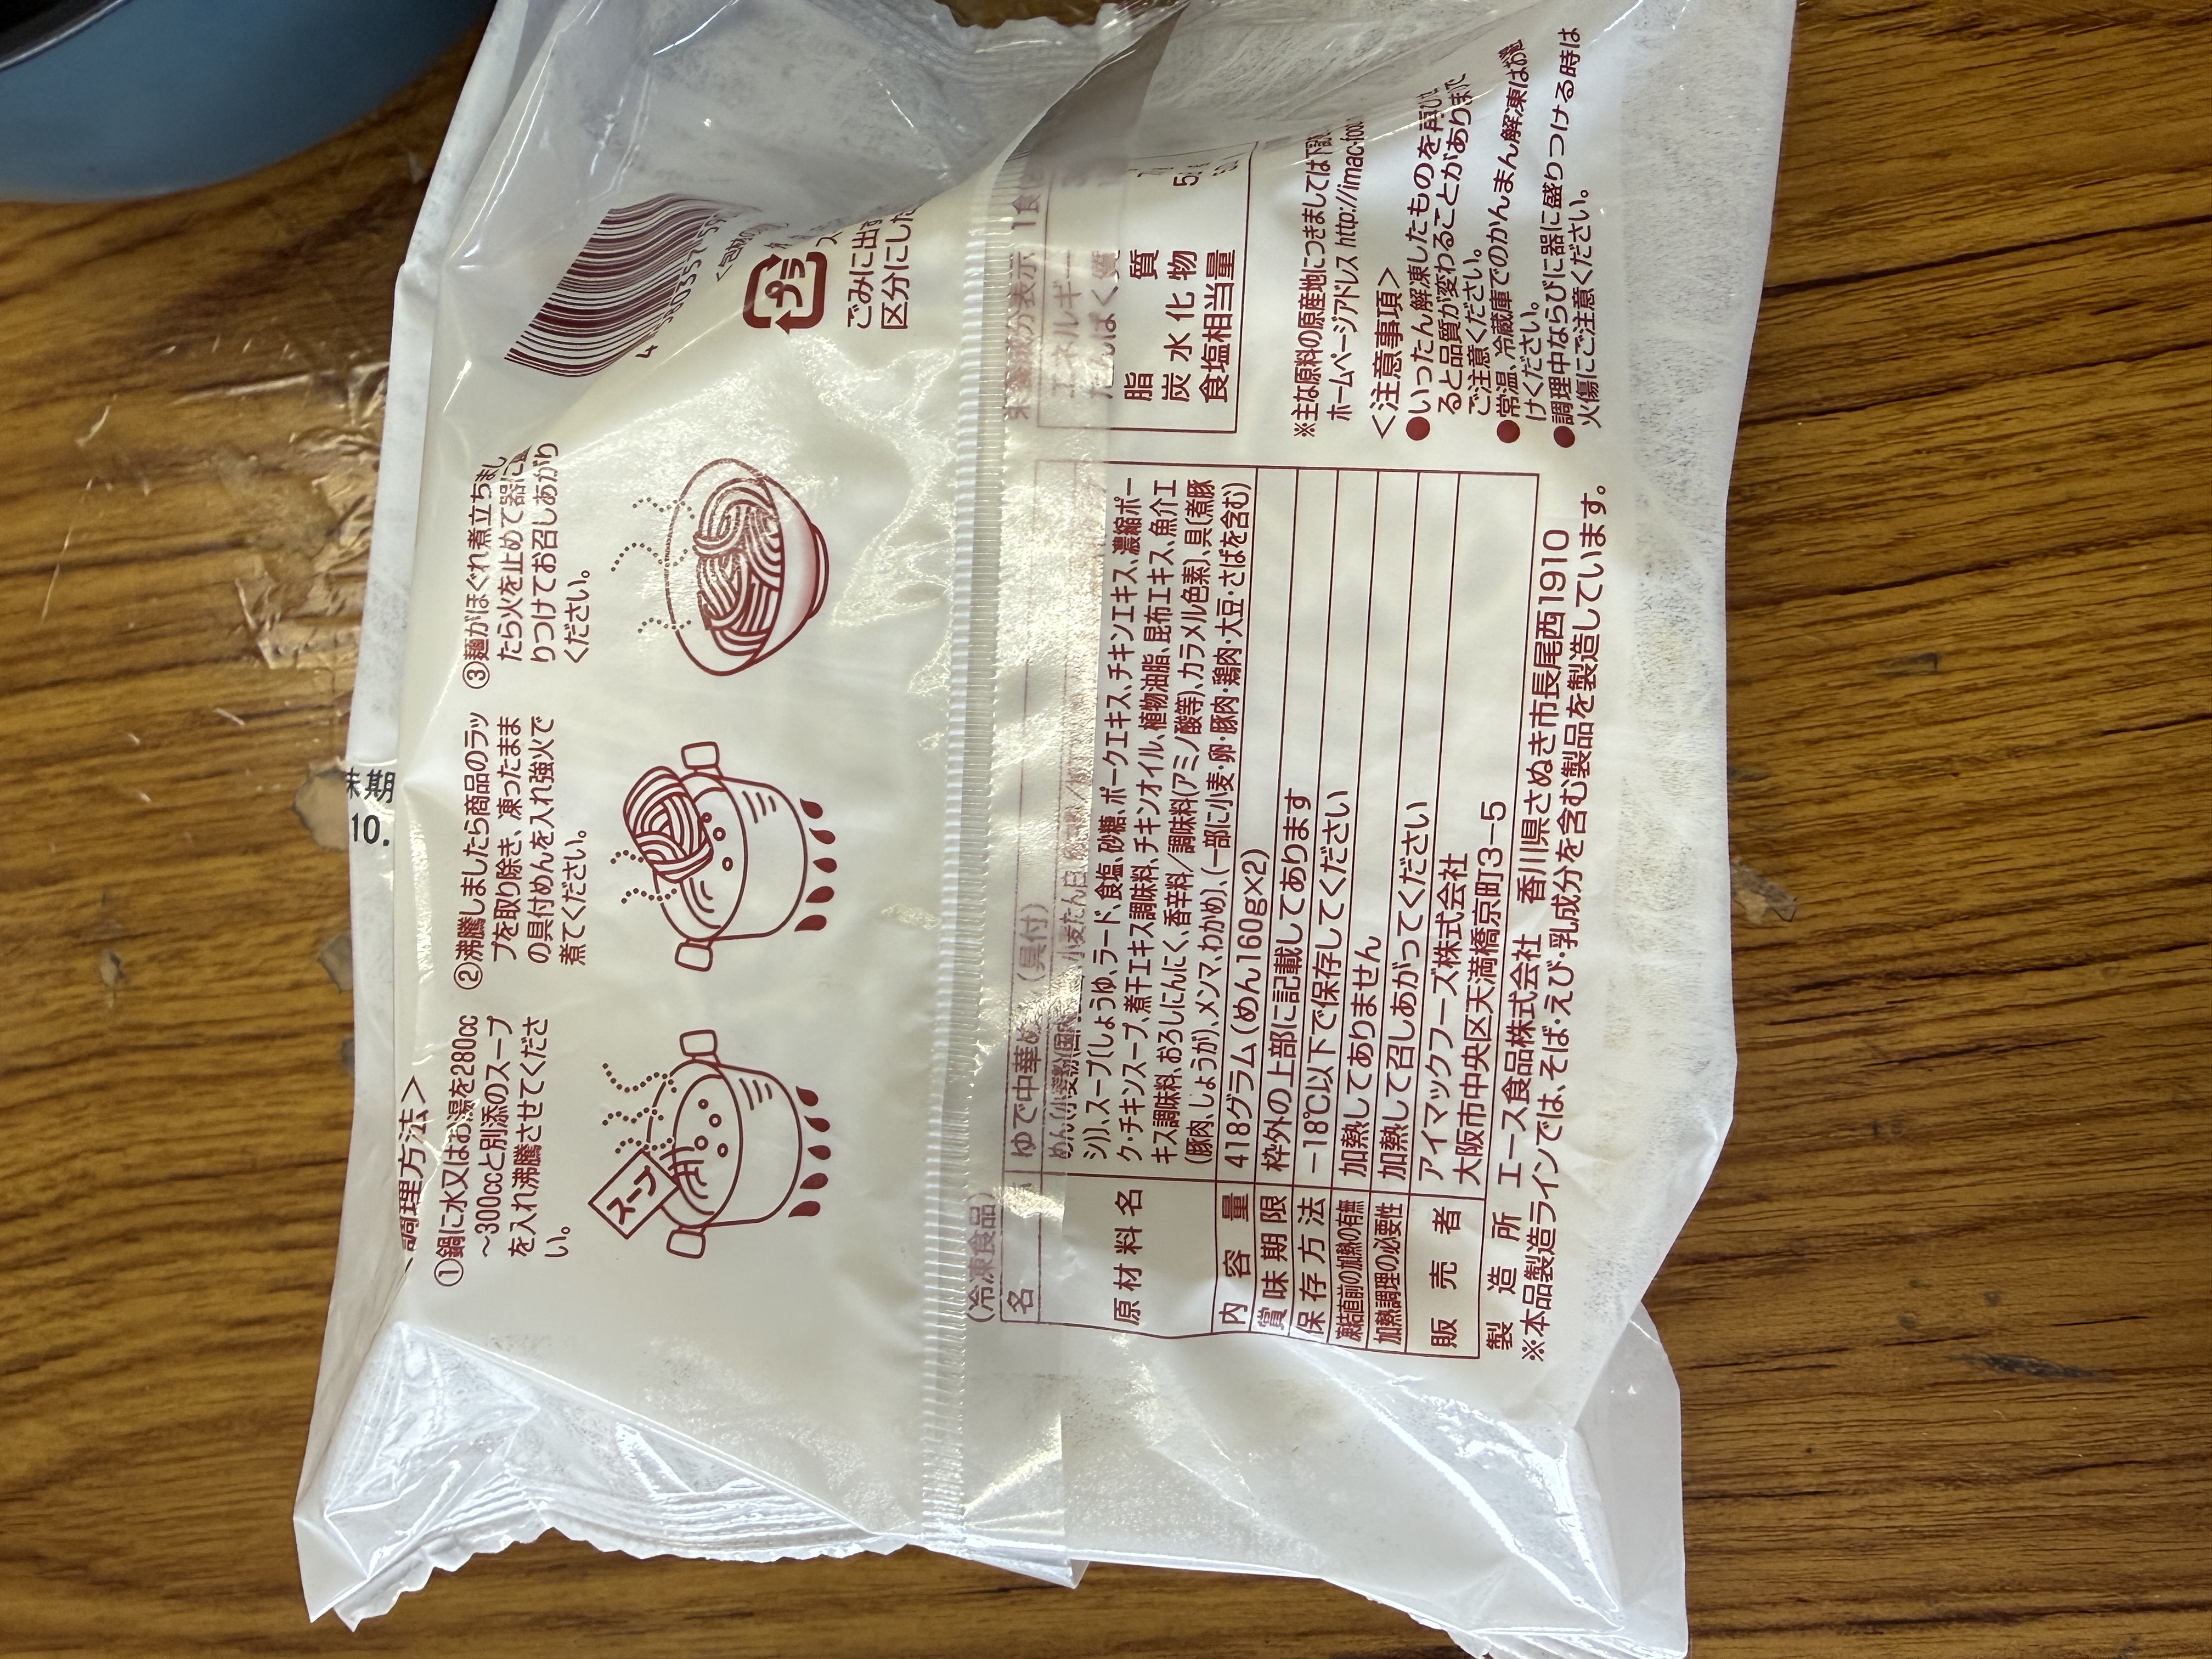 調理方法>
①鍋に水又はお湯を280cc
~300ccと別添のスープ
を入れ沸騰させてくださ
い。
スープ
②沸騰しましたら商品のラッ
プを取り除き、凍ったまま
の具付めんを入れ強火で
煮てください。
③麺がほぐれ煮立ちまし
たら火を止めて器に
りつけてお召しあがり
ください。
味期
10.
プラ
ごみに出す
区分にした
(冷凍食品)
名
ゆで中華め (具付)
原材料名
シリ)、スープ(しょうゆ、ラード、食塩、砂糖、ポークエキス、チキンエキス、濃縮ポー
ク・チキンスープ、煮干エキス調味料、チキンオイル、植物油脂、昆布エキス、魚介エ
キス調味料、おろしにんにく、香辛料/調味料(アミノ酸等)、カラメル色素)、具(煮豚
(豚肉、しょうが)、メンマ、わかめ)、(一部に小麦・卵・豚肉・鶏肉・大豆・さばを含む)
内容量 418グラム(めん160g×2)
賞味期限 枠外の上部に記載してあります
保存方法 -18℃以下で保存してください
凍結直前の加熱の有無 加熱してありません
加熱調理の必要性 加熱して召しあがってください
販売者 アイマックフーズ株式会社
大阪市中央区天満橋京町3-5
製造所 エース食品株式会社 香川県さぬき市長尾西1910
※本品製造ラインでは、そば・えび・乳成分を含む製品を製造しています。
成分表示 1食
エネルギー
たんぱく質
脂質
炭水化物
食塩相当量
※主な原料の原産地につきましては下記
ホームページアドレス http://imac-foo
<注意事項>
●いったん解凍したものを再び
ると品質が変わることがありま
ご注意ください。
●常温、冷蔵庫でのかんまん解凍はお避
けください。
●調理中ならびに器に盛りつける時は
火傷にご注意ください。